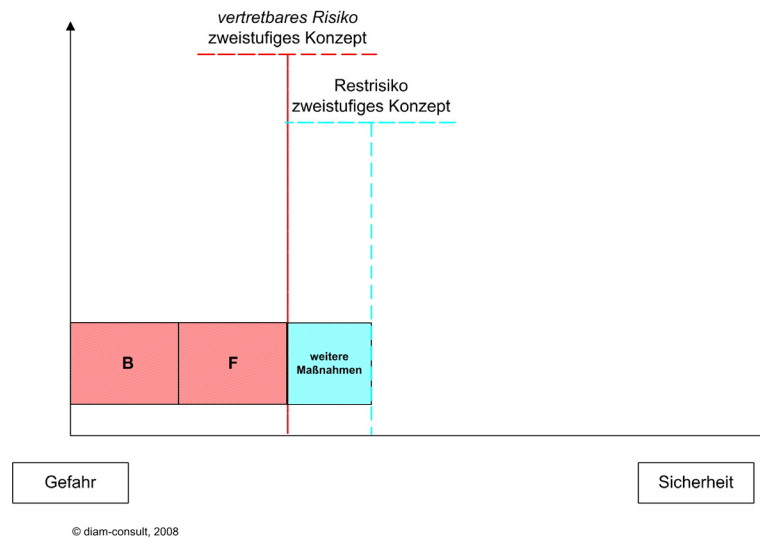 vertretbares Risiko
zweistufiges Konzept
Restrisiko
zweistufiges Konzept
B
F
weitere
Maßnahmen
Gefahr
Sicherheit
© diam-consult, 2008